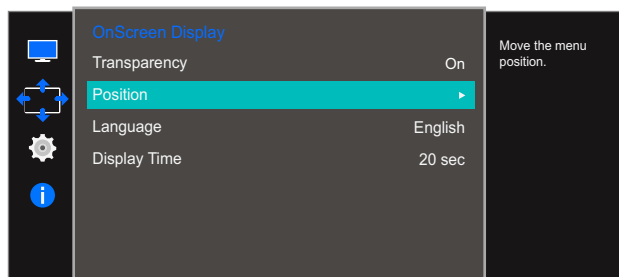 OnScreen Display
Transparency On
Position
Language English
Display Time 20 sec
Move the menu
position.